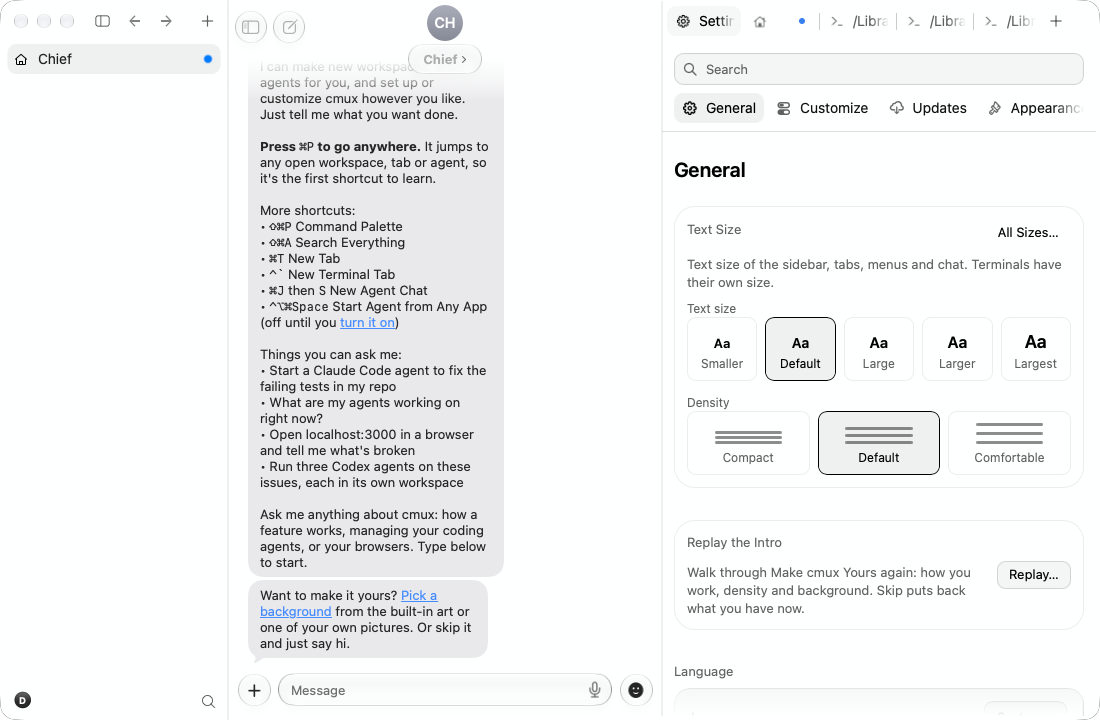 Chief
D
CH
Chief ›
I can make new workspac
agents for you, and set up or
customize cmux however you like.
Just tell me what you want done.
Press ⌘P to go anywhere. It jumps to
any open workspace, tab or agent, so
it's the first shortcut to learn.
More shortcuts:
• ⇧⌘P Command Palette
• ⇧⌘A Search Everything
• ⌘T New Tab
• ^` New Terminal Tab
• ⌘J then S New Agent Chat
• ^⌥⌘Space Start Agent from Any App
(off until you turn it on)
Things you can ask me:
• Start a Claude Code agent to fix the
failing tests in my repo
• What are my agents working on
right now?
• Open localhost:3000 in a browser
and tell me what's broken
• Run three Codex agents on these
issues, each in its own workspace
Ask me anything about cmux: how a
feature works, managing your coding
agents, or your browsers. Type below
to start.
Want to make it yours? Pick a
background from the built-in art or
one of your own pictures. Or skip it
and just say hi.
Message
Settin /Libra /Libra /Lib
Search
General Customize Updates Appearanc
General
Text Size
All Sizes...
Text size of the sidebar, tabs, menus and chat. Terminals have
their own size.
Text size
Aa Aa Aa Aa Aa
Smaller Default Large Larger Largest
Density
Compact Default Comfortable
Replay the Intro
Walk through Make cmux Yours again: how you
work, density and background. Skip puts back
what you have now.
Replay...
Language